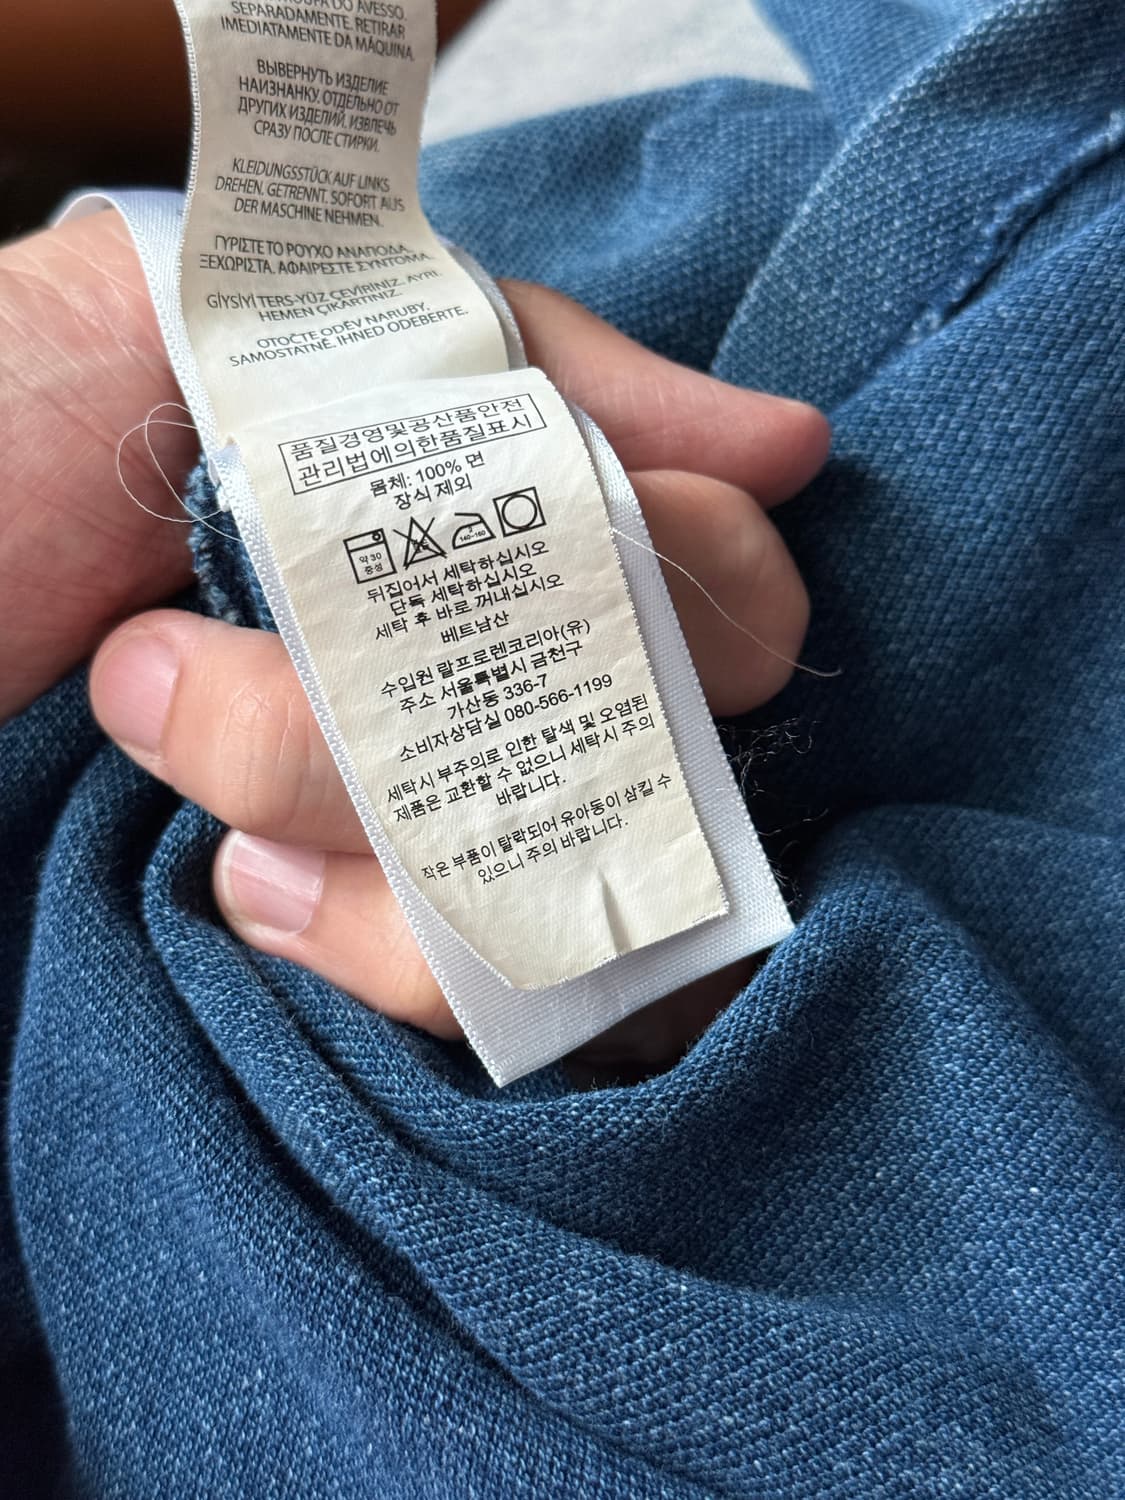 DO AVESSO.
SEPARADAMENTE. RETIRAR
IMEDIATAMENTE DA MÁQUINA.
ВЫВЕРНУТЬ ИЗДЕЛИЕ
НАИЗНАНКУ. ОТДЕЛЬНО ОТ
ДРУГИХ ИЗДЕЛИЙ. ИЗВЛЕЧЬ
СРАЗУ ПОСЛЕ СТИРКИ.
KLEIDUNGSSTÜCK AUF LINKS
DREHEN. GETRENNT. SOFORT AUS
DER MASCHINE NEHMEN.
ΓΥΡΙΣΤΕ ΤΟ ΡΟΥΧΟ ΑΝΑΠΟΔΑ.
ΞΕΧΩΡΙΣΤΑ. ΑΦΑΙΡΕΣΤΕ ΣΥΝΤΟΜΑ.
GİYSİYİ TERS-YÜZ ÇEVİRİNİZ. AYRI.
HEMEN ÇIKARTINIZ.
OTOČTE ODĚV NARUBY.
SAMOSTATNĚ. IHNED ODEBERTE.
품질경영및공산품안전
관리법에의한품질표시
몸체: 100% 면
장식 제외
약 30
중성
140~160
뒤집어서 세탁하십시오
단독 세탁하십시오
세탁 후 바로 꺼내십시오
베트남산
수입원 랄프로렌코리아(유)
주소 서울특별시 금천구
가산동 336-7
소비자상담실 080-566-1199
세탁시 부주의로 인한 탈색 및 오염된
제품은 교환할 수 없으니 세탁시 주의
바랍니다.
작은 부품이 탈락되어 유아동이 삼킬 수
있으니 주의 바랍니다.